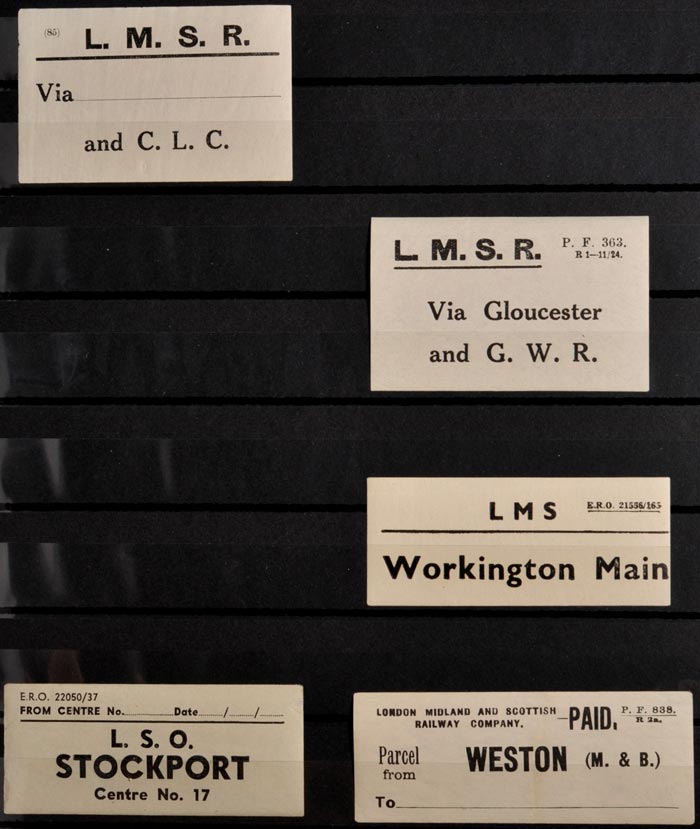 (85) L. M. S. R.
Via
and C. L. C.
L. M. S. R. P. F. 363.
R 1—11/24.
Via Gloucester
and G. W. R.
L M S E.R.O. 21556/165
Workington Main
E.R.O. 22050/37
FROM CENTRE No. Date / /
L. S. O.
STOCKPORT
Centre No. 17
LONDON MIDLAND AND SCOTTISH
RAILWAY COMPANY.
PAID. P. F. 838.
R 2a.
Parcel
from
WESTON (M. & B.)
To